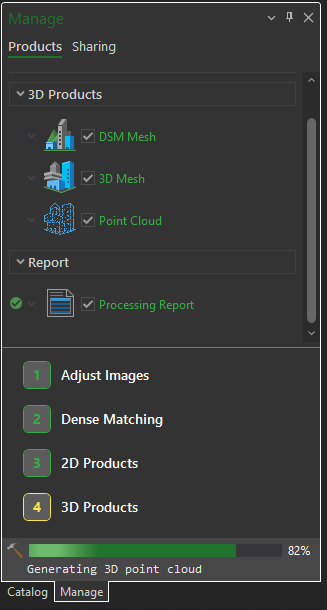 Manage
Products Sharing
3D Products
DSM Mesh
3D Mesh
Point Cloud
Report
Processing Report
1 Adjust Images
2 Dense Matching
3 2D Products
4 3D Products
82%
Generating 3D point cloud
Catalog Manage